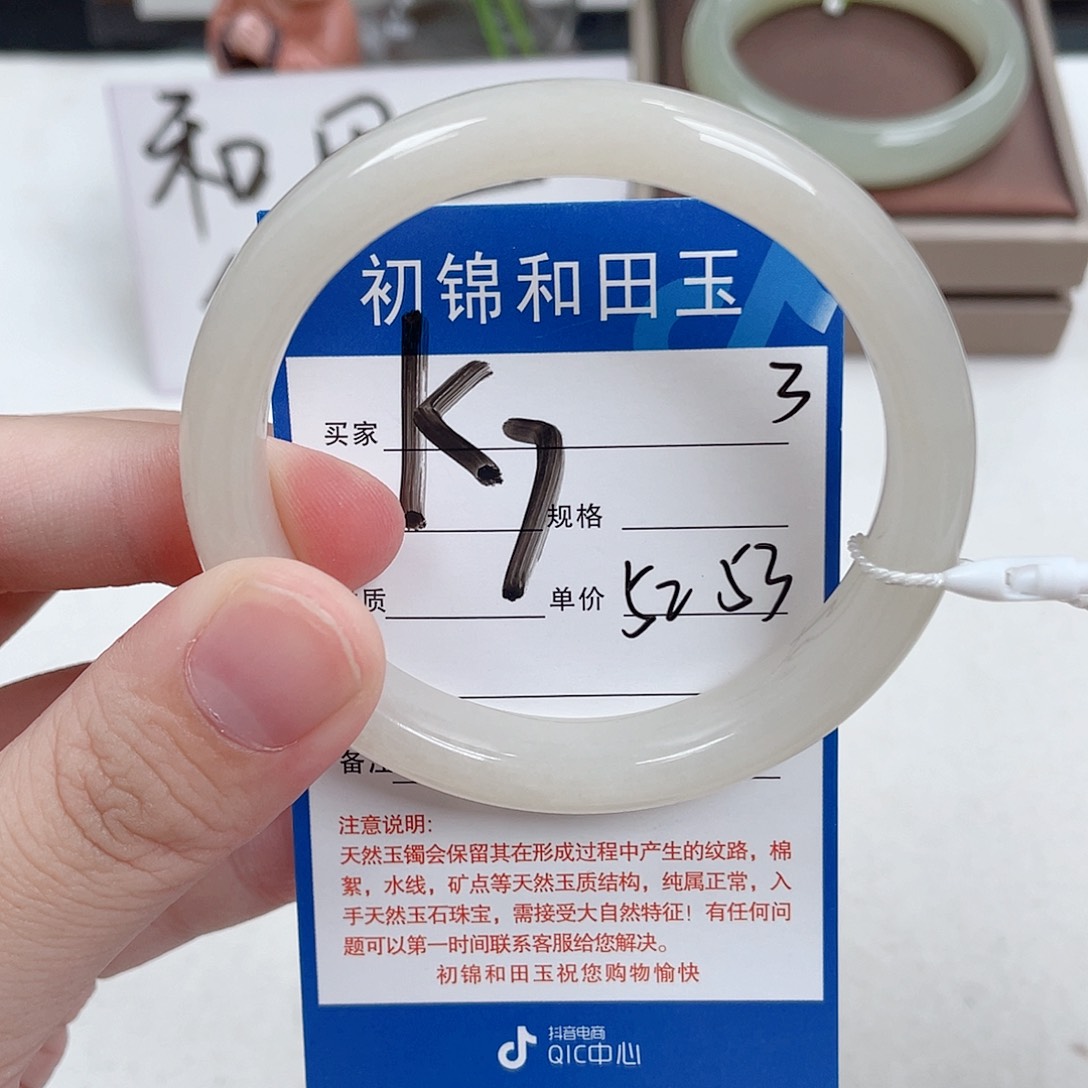 和田
初锦和田玉
3
买家 K7
规格
质
单价 52 53
备注
注意说明:
天然玉镯会保留其在形成过程中产生的纹路，棉
絮，水线，矿点等天然玉质结构，纯属正常，入
手天然玉石珠宝，需接受大自然特征！有任何问
题可以第一时间联系客服给您解决。
初锦和田玉祝您购物愉快
抖音电商
QIC中心